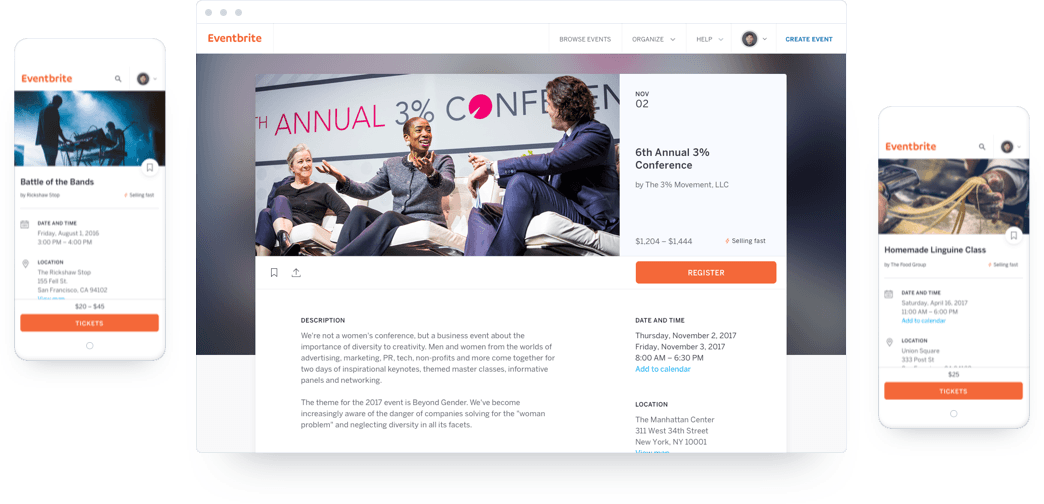 Eventbrite
Battle of the Bands
by Rickshaw Stop
Selling fast
DATE AND TIME
Friday, August 1, 2016
3:00 PM – 4:00 PM
LOCATION
The Rickshaw Stop
155 Fell St.
San Francisco, CA 94102
View map
$20 – $45
TICKETS
Eventbrite
BROWSE EVENTS
ORGANIZE
HELP
CREATE EVENT
TH ANNUAL 3% CONFEREN
NOV
02
6th Annual 3%
Conference
by The 3% Movement, LLC
$1,204 – $1,444
Selling fast
REGISTER
DESCRIPTION
We're not a women's conference, but a business event about the
importance of diversity to creativity. Men and women from the worlds of
advertising, marketing, PR, tech, non-profits and more come together for
two days of inspirational keynotes, themed master classes, informative
panels and networking.
The theme for the 2017 event is Beyond Gender. We've become
increasingly aware of the danger of companies solving for the "woman
problem" and neglecting diversity in all its facets.
DATE AND TIME
Thursday, November 2, 2017
Friday, November 3, 2017
8:00 AM – 6:30 PM
Add to calendar
LOCATION
The Manhattan Center
311 West 34th Street
New York, NY 10001
View map
Eventbrite
Homemade Linguine Class
by The Food Group
Selling fast
DATE AND TIME
Saturday, April 16, 2017
11:00 AM – 6:00 PM
Add to calendar
LOCATION
Union Square
333 Post St
$25
TICKETS